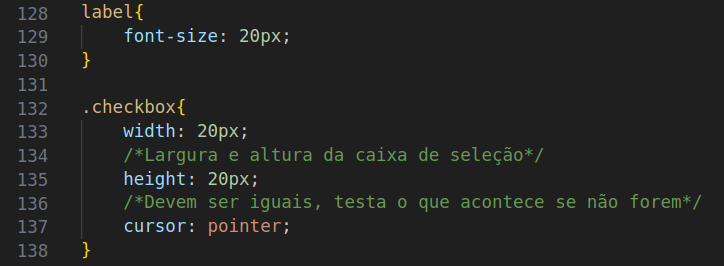 128 label{
129 font-size: 20px;
130 }
131
132 .checkbox{
133 width: 20px;
134 /*Largura e altura da caixa de seleção*/
135 height: 20px;
136 /*Devem ser iguais, testa o que acontece se não forem*/
137 cursor: pointer;
138 }